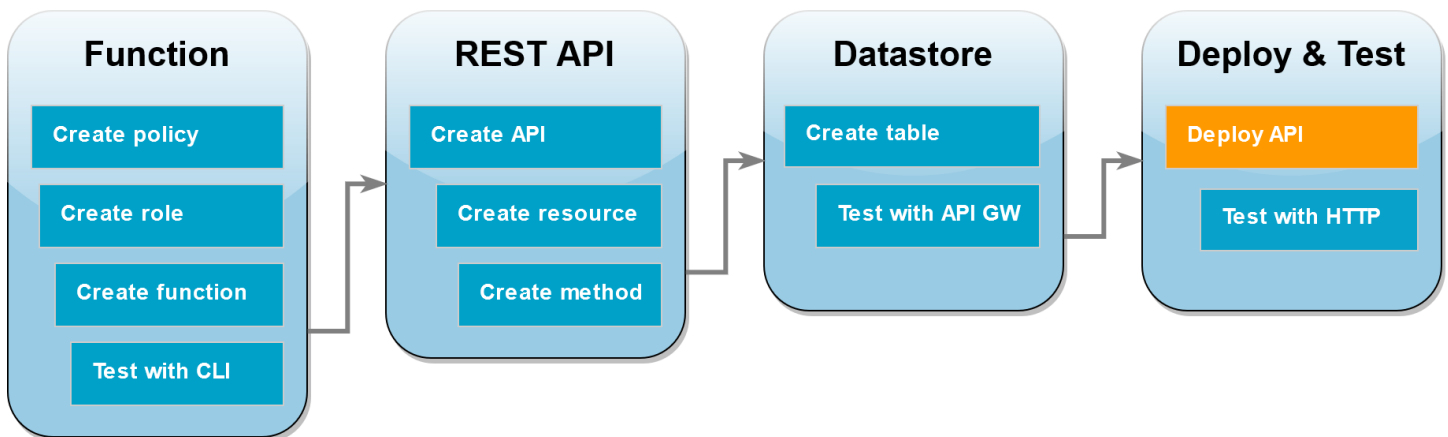 Function
Create policy
Create role
Create function
Test with CLI
REST API
Create API
Create resource
Create method
Datastore
Create table
Test with API GW
Deploy & Test
Deploy API
Test with HTTP